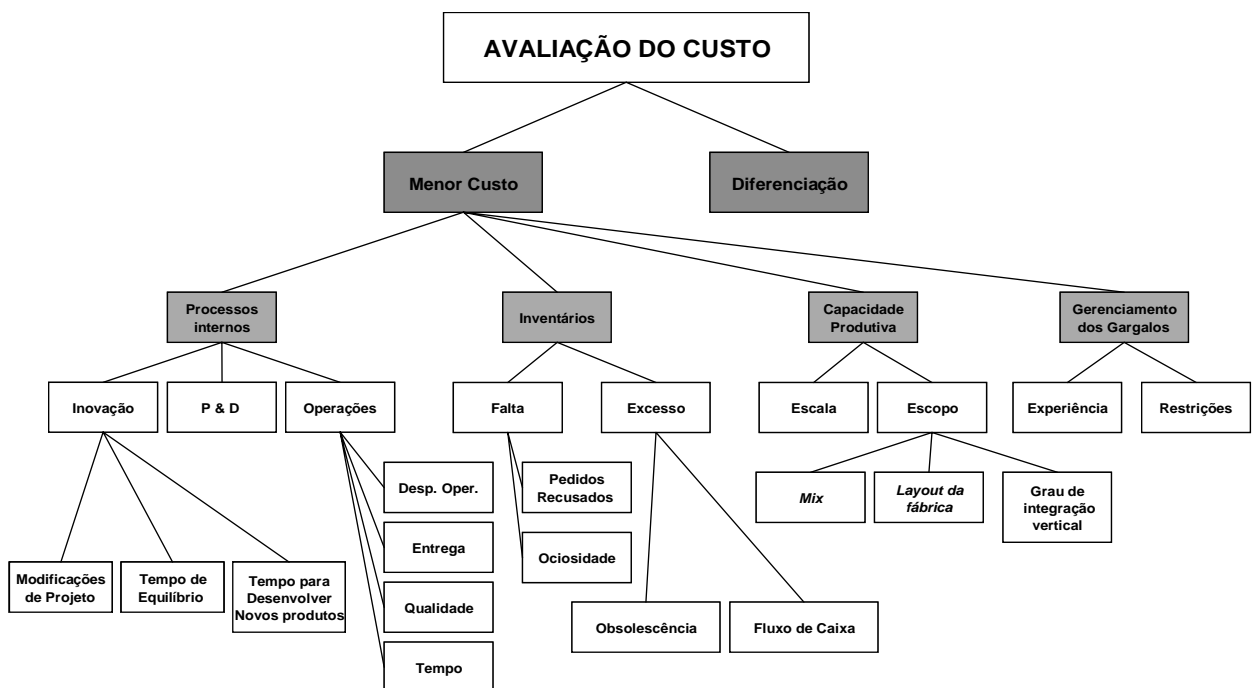 AVALIAÇÃO DO CUSTO
Menor Custo
Diferenciação
Processos
internos
Inventários
Capacidade
Produtiva
Gerenciamento
dos Gargalos
Inovação
P & D
Operações
Falta
Excesso
Escala
Escopo
Experiência
Restrições
Desp. Oper.
Pedidos
Recusados
Mix
Layout da
fábrica
Grau de
integração
vertical
Entrega
Ociosidade
Modificações
de Projeto
Tempo de
Equilíbrio
Tempo para
Desenvolver
Novos produtos
Qualidade
Obsolescência
Fluxo de Caixa
Tempo